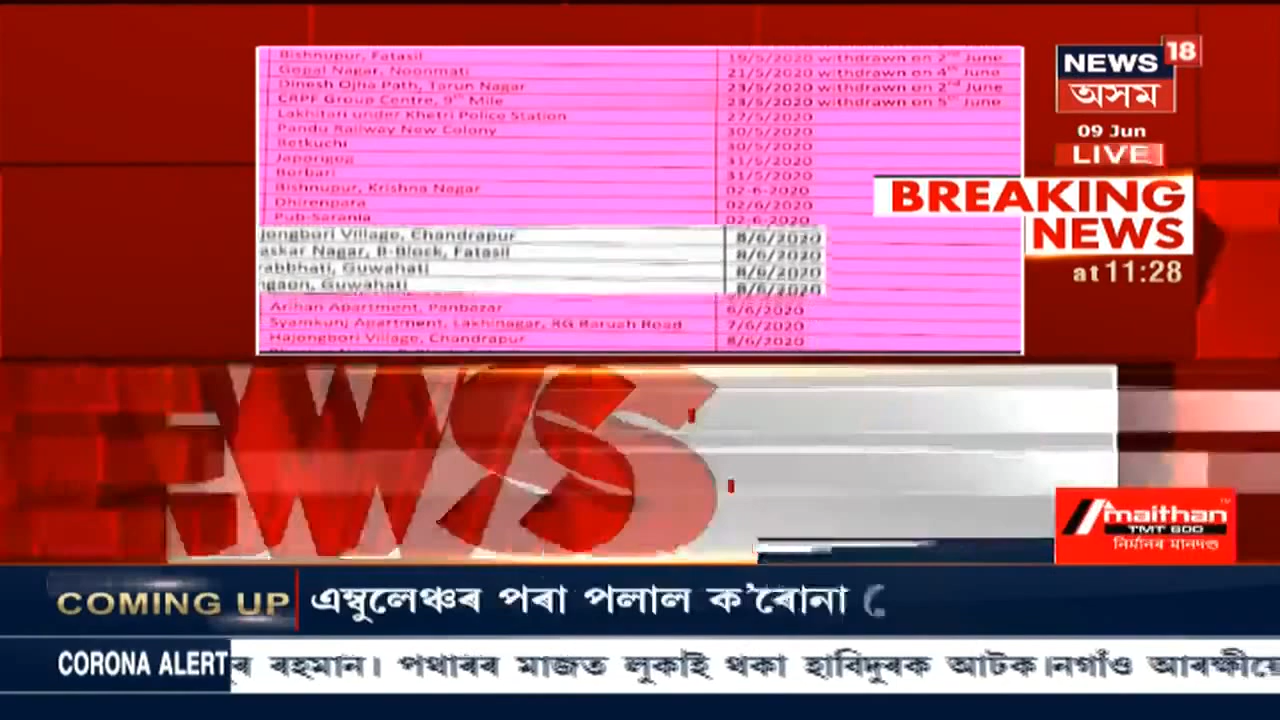 Bishnupur, Fatasil 19/5/2020 withdrawn on 2nd June
Gopal Nagar, Noonmati 21/5/2020 withdrawn on 4th June
Dinesh Ojha Path, Tarun Nagar 23/5/2020 withdrawn on 2nd June
CRPF Group Centre, 9th Mile 23/5/2020 withdrawn on 5th June
Lakhitari under Khetri Police Station 27/5/2020
Pandu Railway New Colony 30/5/2020
Betkuchi 30/5/2020
Japorigog 31/5/2020
Borbari 31/5/2020
Bishnupur, Krishna Nagar 02-6-2020
Dhirenpara 02/6/2020
Pub-Sarania 02-6-2020
jongbori Village, Chandrapur 8/6/2020
askar Nagar, B-Block, Fatasil 8/6/2020
rabbhati, Guwahati 8/6/2020
gaon, Guwahati 8/6/2020
Arihan Apartment, Panbazar 6/6/2020
Syamkunj Apartment, Lakhinagar, RG Baruah Road 7/6/2020
Hajongbori Village, Chandrapur 8/6/2020
NEWS 18
অসম
09 Jun
LIVE
BREAKING
NEWS
at 11:28
EWS
maithan
TMT 600
নিৰ্মানৰ মানদণ্ড
COMING UP এম্বুলেঞ্চৰ পৰা পলাল ক'ৰোনা
CORONA ALERT ৰ ৰহমান। পথাৰৰ মাজত লুকাই থকা হাবিদুৰক আটক।নগাঁও আৰক্ষীয়ে